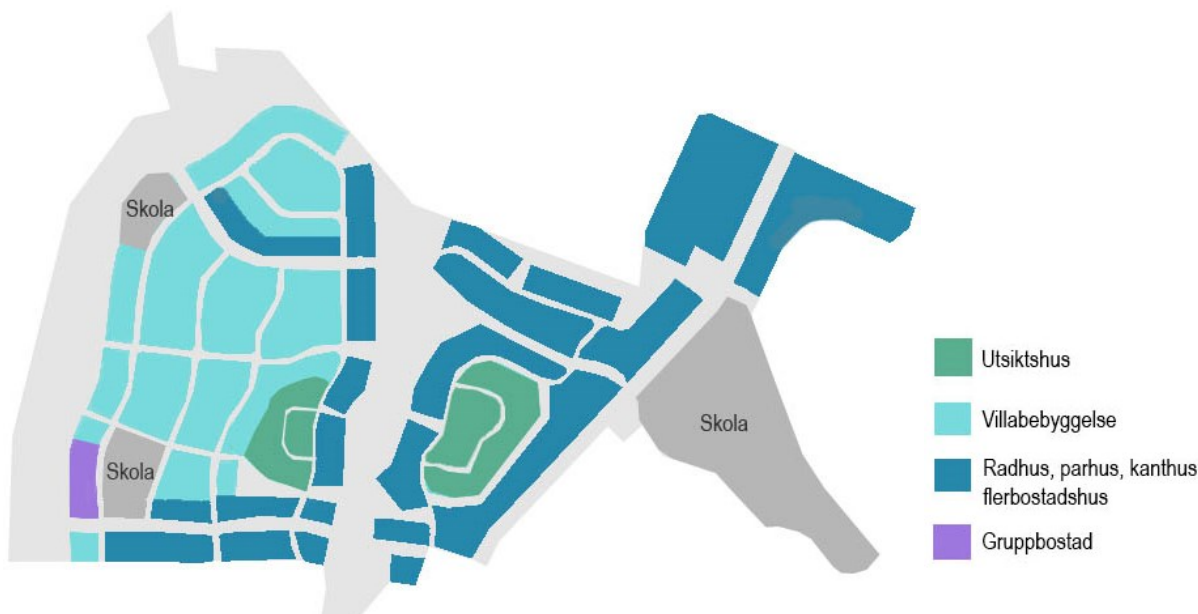 Skola
Skola
Skola
Utsiktshus
Villabebyggelse
Radhus, parhus, kanthus
flerbostadshus
Gruppbostad